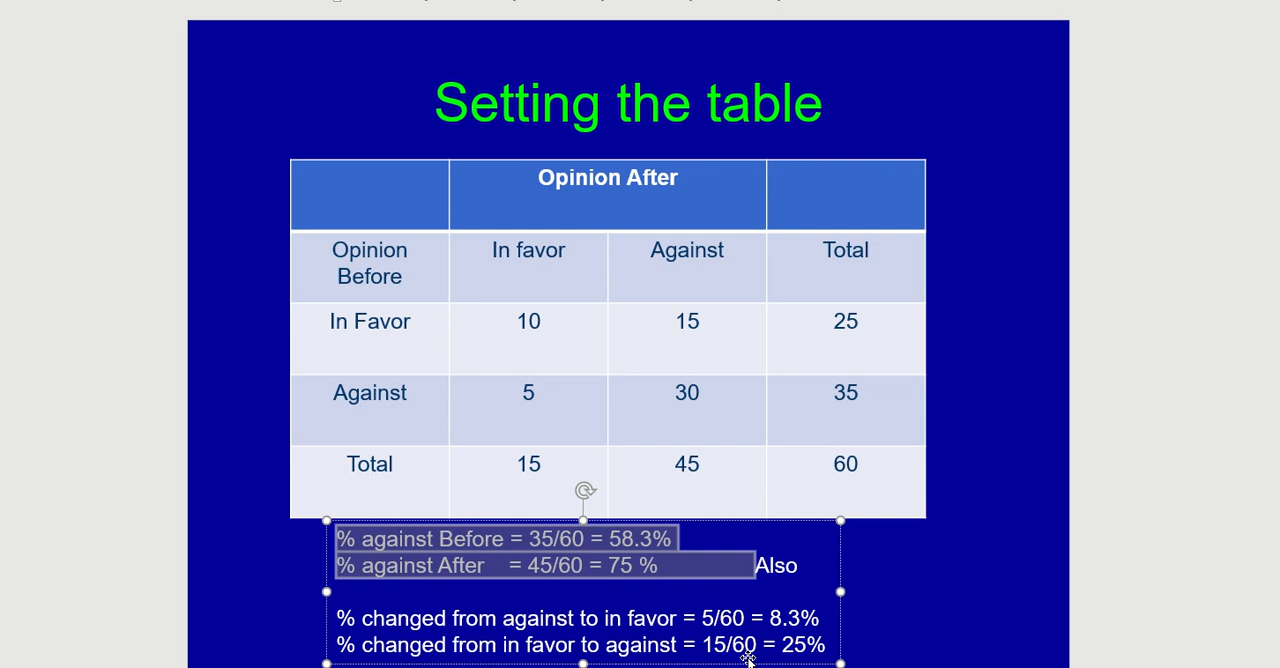 Setting the table
Opinion After
Opinion Before In favor Against Total
In Favor 10 15 25
Against 5 30 35
Total 15 45 60
% against Before = 35/60 = 58.3%
% against After = 45/60 = 75 % Also
% changed from against to in favor = 5/60 = 8.3%
% changed from in favor to against = 15/60 = 25%